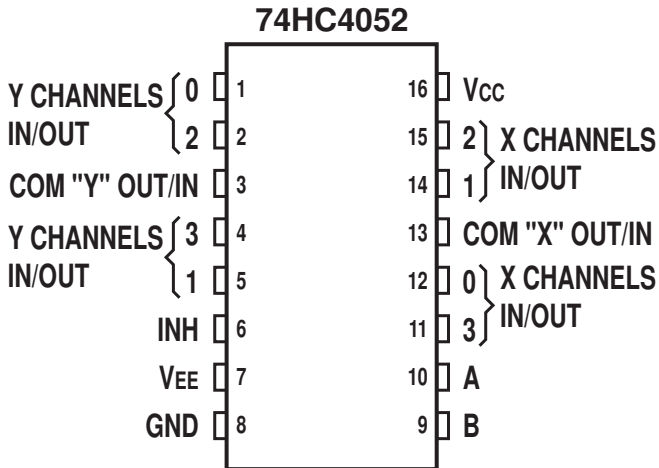 74HC4052
Y CHANNELS IN/OUT
0 1 16 VCC
2 2 15 2 X CHANNELS IN/OUT
COM "Y" OUT/IN 3 14 1
Y CHANNELS IN/OUT
3 4 13 COM "X" OUT/IN
1 5 12 0 X CHANNELS IN/OUT
INH 6 11 3
VEE 7 10 A
GND 8 9 B